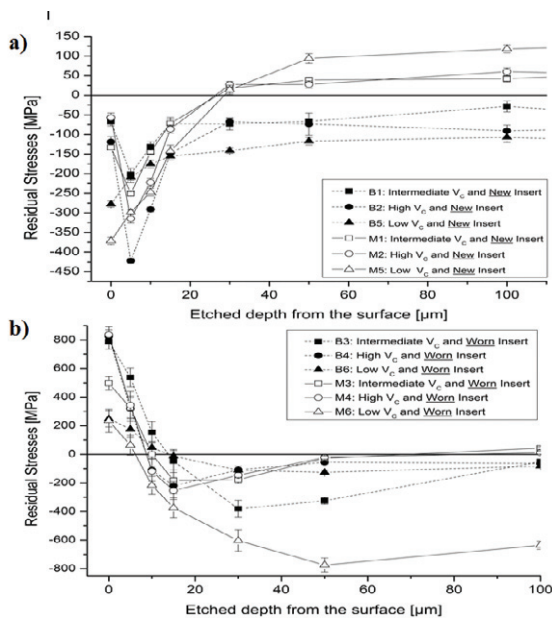 a)
150
100
50
0
-50
-100
-150
-200
-250
-300
-350
-400
-450
Residual Stresses [MPa]
B1: Intermediate Vc and New Insert
B2: High Vc and New Insert
B5: Low Vc and New Insert
M1: Intermediate Vc and New Insert
M2: High Vc and New Insert
M5: Low Vc and New Insert
0 20 40 60 80 100
Etched depth from the surface [µm]
b)
800
600
400
200
0
-200
-400
-600
-800
Residual Stresses [MPa]
B3: Intermediate Vc and Worn Insert
B4: High Vc and Worn Insert
B6: Low Vc and Worn Insert
M3: Intermediate Vc and Worn Insert
M4: High Vc and Worn Insert
M6: Low Vc and Worn Insert
0 20 40 60 80 100
Etched depth from the surface [µm]